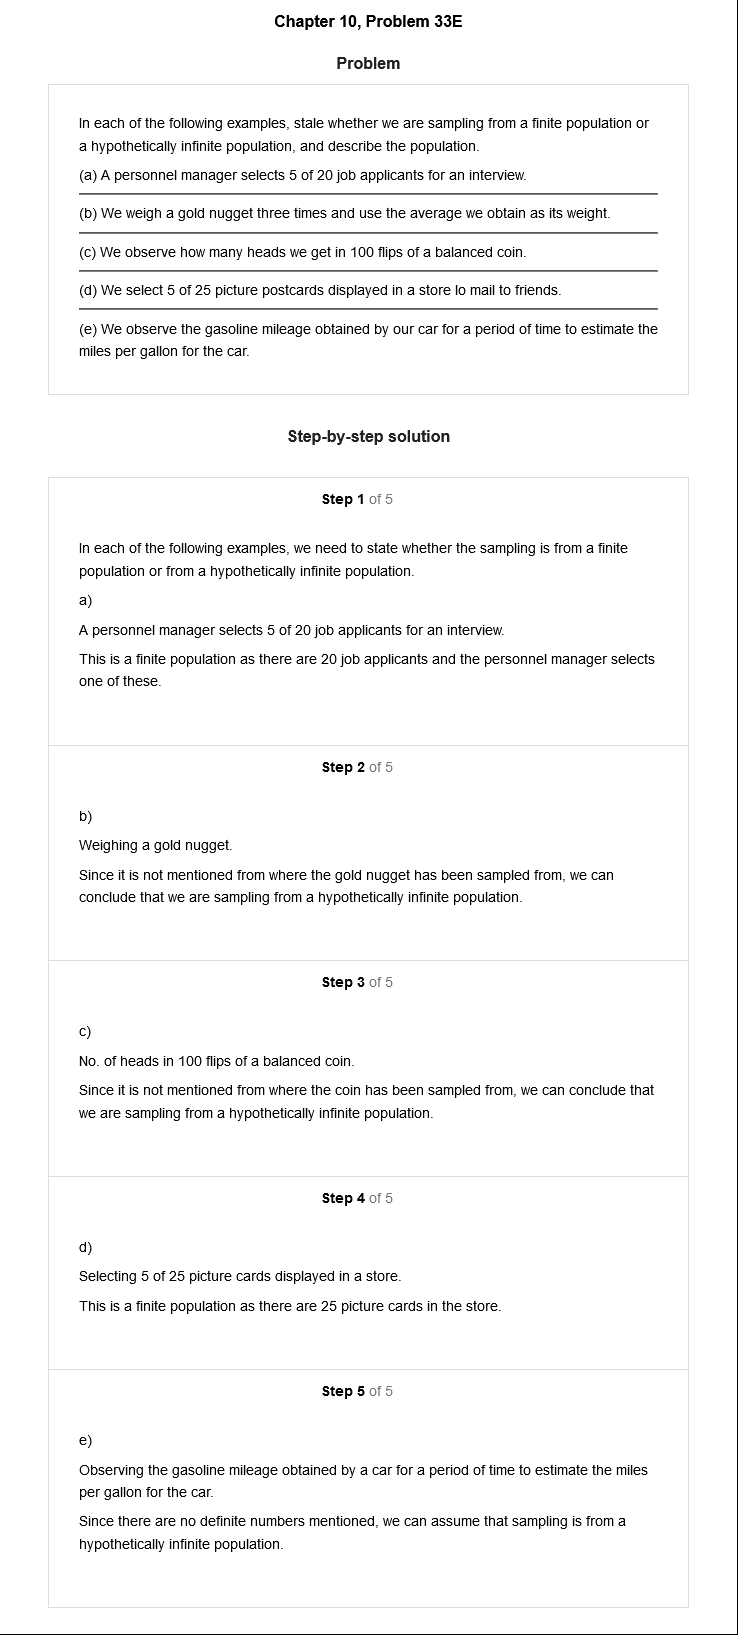 Chapter 10, Problem 33E
Problem
In each of the following examples, stale whether we are sampling from a finite population or
a hypothetically infinite population, and describe the population.
(a) A personnel manager selects 5 of 20 job applicants for an interview.
(b) We weigh a gold nugget three times and use the average we obtain as its weight.
(c) We observe how many heads we get in 100 flips of a balanced coin.
(d) We select 5 of 25 picture postcards displayed in a store lo mail to friends.
(e) We observe the gasoline mileage obtained by our car for a period of time to estimate the
miles per gallon for the car.
Step-by-step solution
Step 1 of 5
In each of the following examples, we need to state whether the sampling is from a finite
population or from a hypothetically infinite population.
a)
A personnel manager selects 5 of 20 job applicants for an interview.
This is a finite population as there are 20 job applicants and the personnel manager selects
one of these.
Step 2 of 5
b)
Weighing a gold nugget.
Since it is not mentioned from where the gold nugget has been sampled from, we can
conclude that we are sampling from a hypothetically infinite population.
Step 3 of 5
c)
No. of heads in 100 flips of a balanced coin.
Since it is not mentioned from where the coin has been sampled from, we can conclude that
we are sampling from a hypothetically infinite population.
Step 4 of 5
d)
Selecting 5 of 25 picture cards displayed in a store.
This is a finite population as there are 25 picture cards in the store.
Step 5 of 5
e)
Observing the gasoline mileage obtained by a car for a period of time to estimate the miles
per gallon for the car.
Since there are no definite numbers mentioned, we can assume that sampling is from a
hypothetically infinite population.